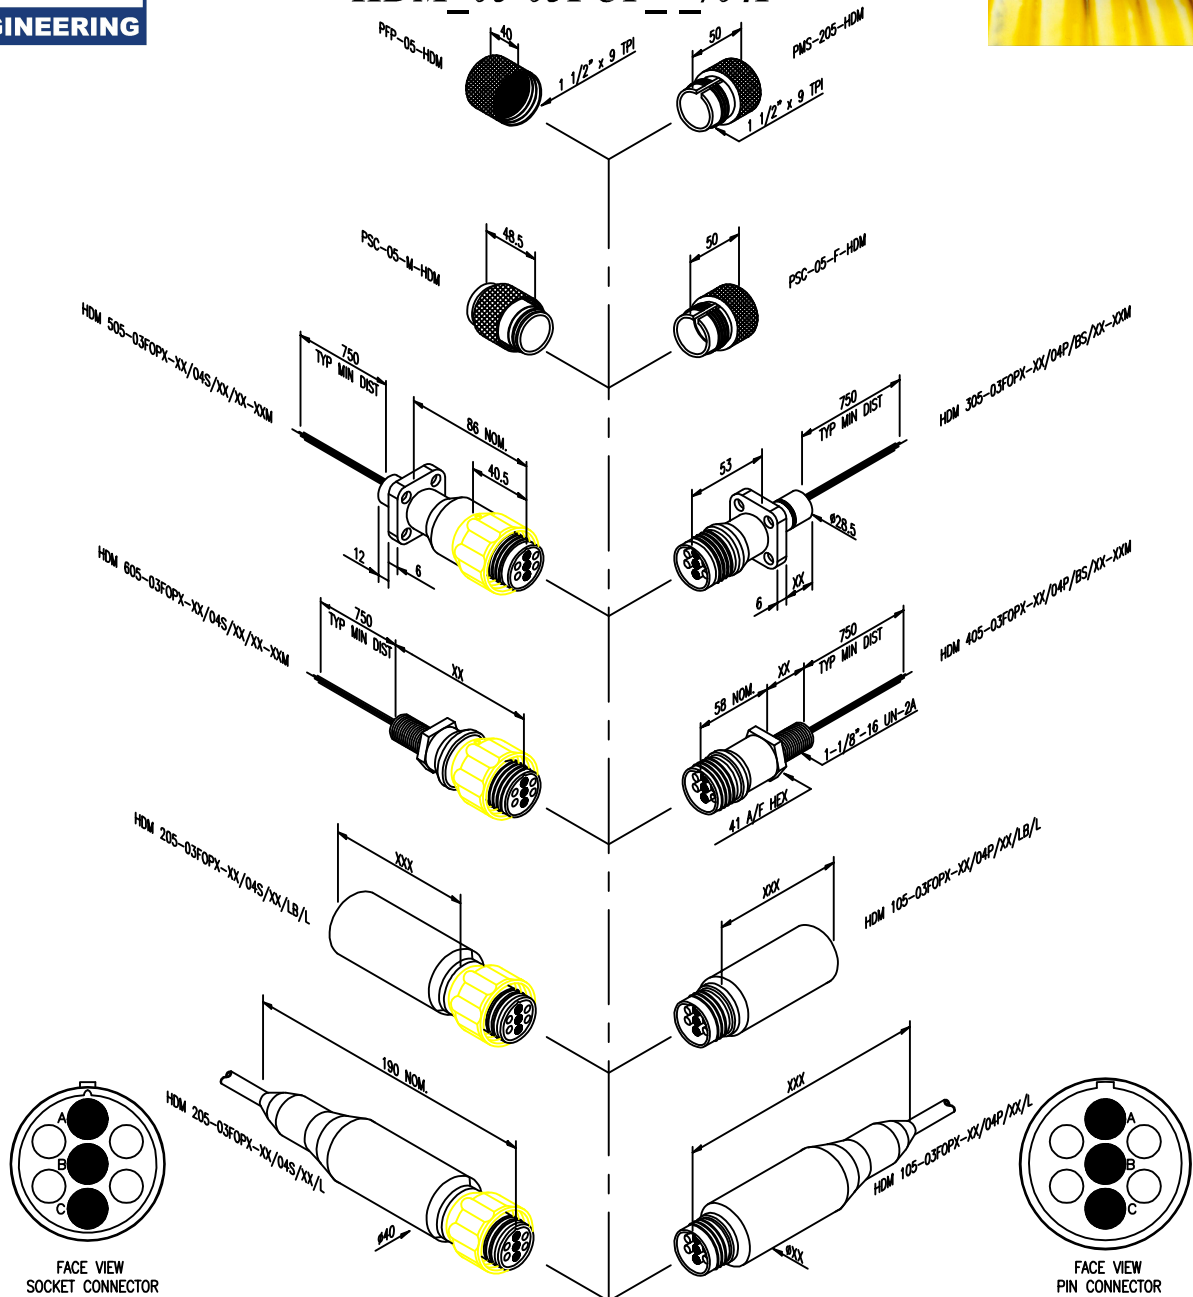 GINEERING
PFP-05-HDM
40
1 1/2" x 9 TPI
50
PMS-205-HDM
1 1/2" x 9 TPI
PSC-05-M-HDM
48.5
50
PSC-05-F-HDM
HDM 505-03FOPX-XX/04S/XX/XX-XXM
750
TYP MIN DIST
86 NOM.
40.5
12
6
53
750
TYP MIN DIST
HDM 305-03FOPX-XX/04P/BS/XX-XXM
ø28.5
6
XX
HDM 605-03FOPX-XX/04S/XX/XX-XXM
750
TYP MIN DIST
XX
58 NOM.
XX
750
TYP MIN DIST
HDM 405-03FOPX-XX/04P/BS/XX-XXM
1-1/8"-16 UN-2A
41 A/F HEX
HDM 205-03FOPX-XX/04S/XX/LB/L
XXX
XXX
HDM 105-03FOPX-XX/04P/XX/LB/L
190 NOM.
HDM 205-03FOPX-XX/04S/XX/L
ø40
XXX
HDM 105-03FOPX-XX/04P/XX/L
øXX
A
B
C
FACE VIEW
SOCKET CONNECTOR
A
B
C
FACE VIEW
PIN CONNECTOR